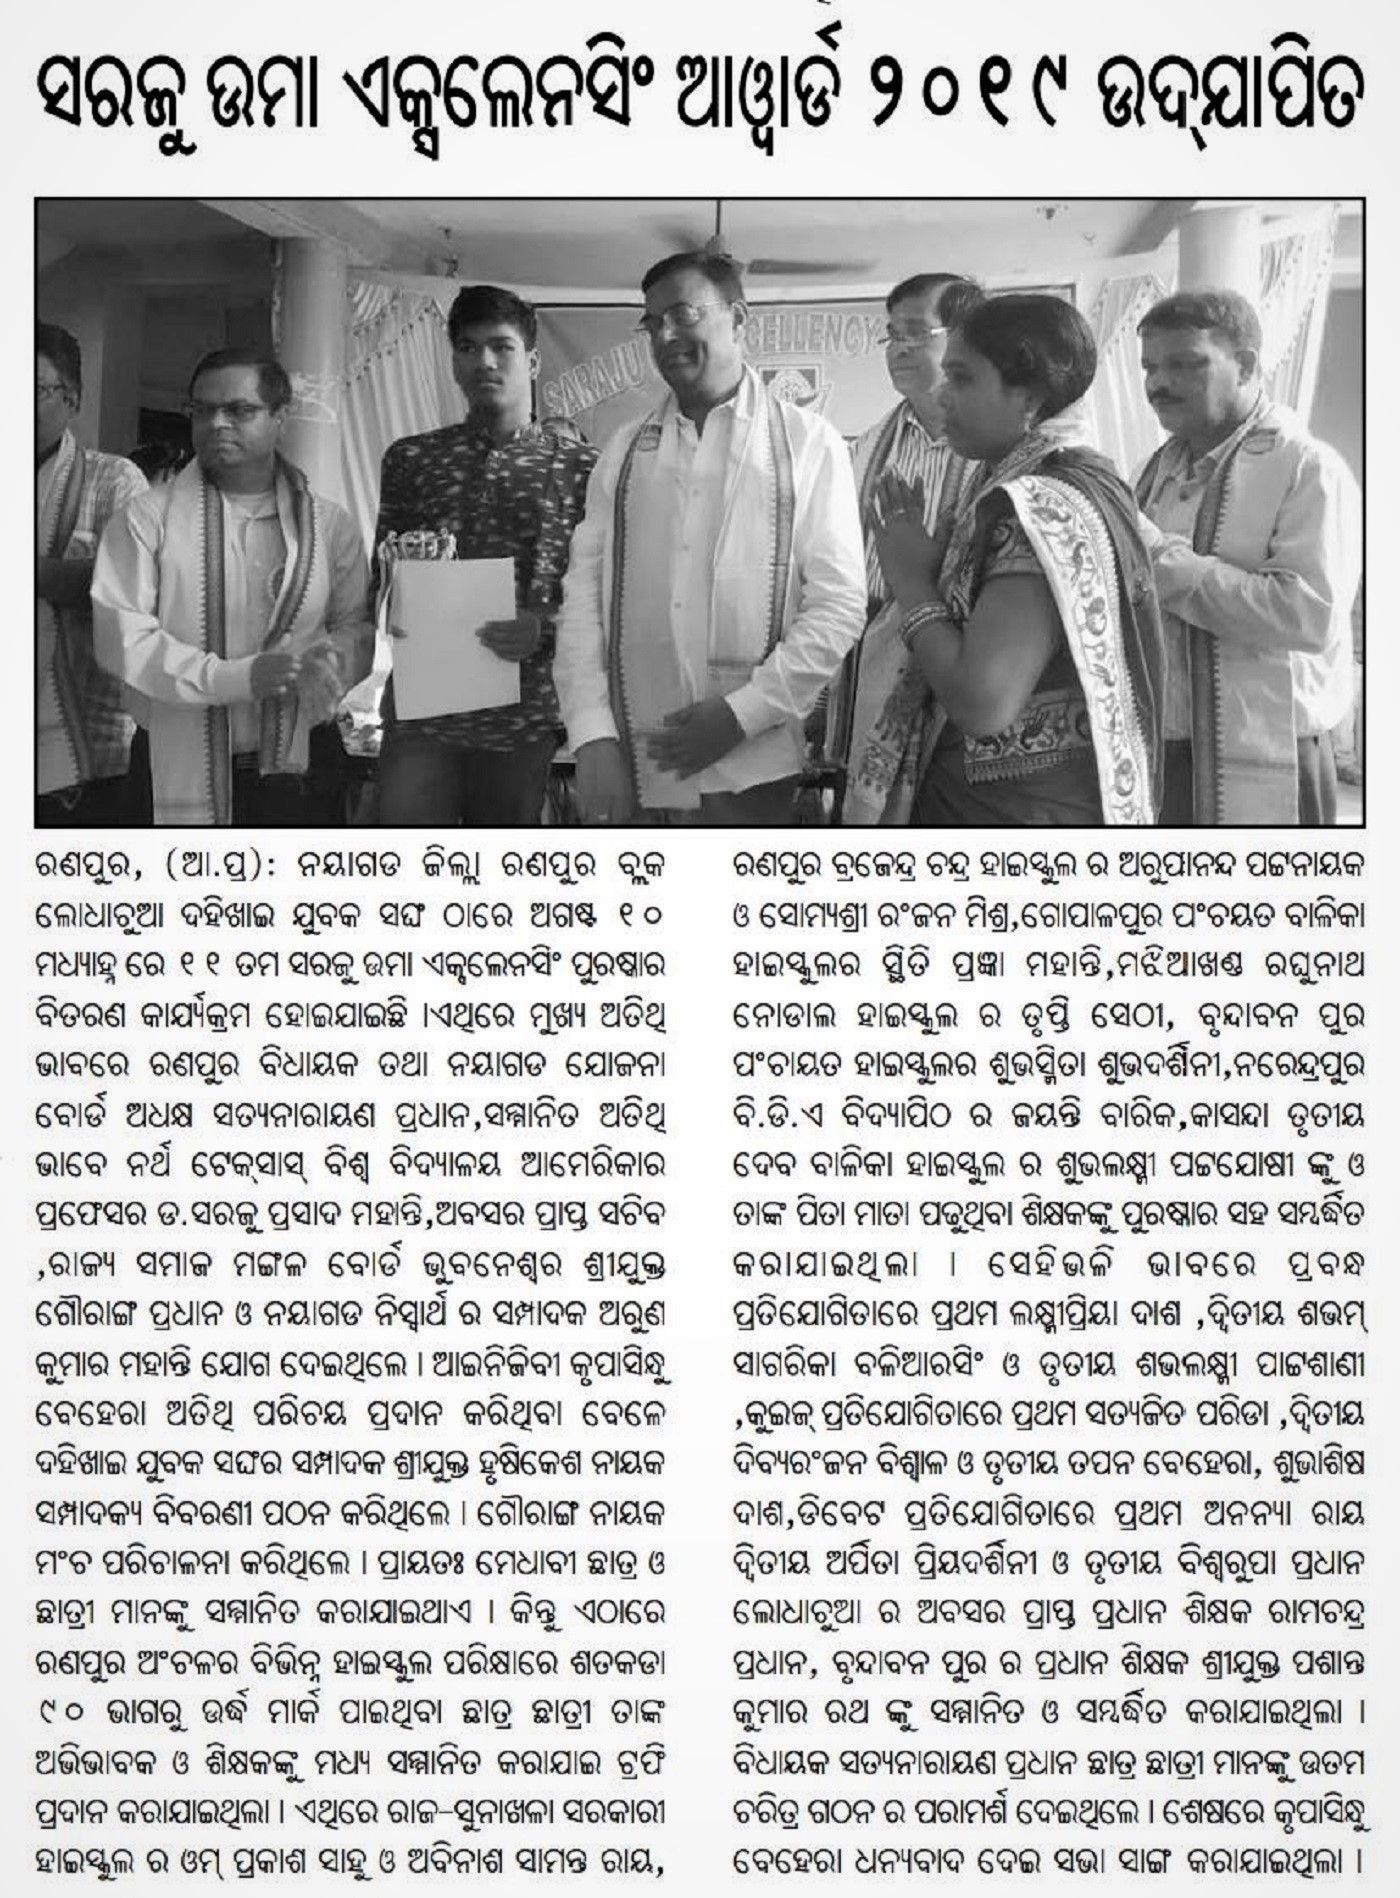 ସରଜୁ ଉମା ଏକ୍ସଲେନସିଂ ଆୱାର୍ଡ ୨୦୧୯ ଉଦ୍‌ଯାପିତ
SARAJU
CELLENCY
ରଣପୁର, (ଆ.ପ୍ର): ନୟାଗଡ ଜିଲ୍ଲା ରଣପୁର ବ୍ଲକ
ଲୋଧାଚୁଆ ଦହିଖାଇ ଯୁବକ ସଙ୍ଘ ଠାରେ ଅଗଷ୍ଟ ୧୦
ମଧ୍ୟାହ୍ନ ରେ ୧୧ ତମ ସରଜୁ ଉମା ଏକ୍ସଲେନସିଂ ପୁରଷ୍କାର
ବିତରଣ କାର୍ଯ୍ୟକ୍ରମ ହୋଇଯାଇଛି ।ଏଥିରେ ମୁଖ୍ୟ ଅତିଥି
ଭାବରେ ରଣପୁର ବିଧାୟକ ତଥା ନୟାଗଡ ଯୋଜନା
ବୋର୍ଡ ଅଧକ୍ଷ ସତ୍ୟନାରାୟଣ ପ୍ରଧାନ,ସମ୍ମାନିତ ଅତିଥି
ଭାବେ ନର୍ଥ ଟେକ୍‌ସାସ୍ ବିଶ୍ଵ ବିଦ୍ୟାଳୟ ଆମେରିକାର
ପ୍ରଫେସର ଡ.ସରଜୁ ପ୍ରସାଦ ମହାନ୍ତି,ଅବସର ପ୍ରାପ୍ତ ସଚିବ
,ରାଜ୍ୟ ସମାଜ ମଙ୍ଗଳ ବୋର୍ଡ ଭୁବନେଶ୍ୱର ଶ୍ରୀଯୁକ୍ତ
ଗୌରାଙ୍ଗ ପ୍ରଧାନ ଓ ନୟାଗଡ ନିସ୍ୱାର୍ଥ ର ସମ୍ପାଦକ ଅରୁଣ
କୁମାର ମହାନ୍ତି ଯୋଗ ଦେଇଥିଲେ । ଆଇନିଜିବୀ କୃପାସିନ୍ଧୁ
ବେହେରା ଅତିଥି ପରିଚୟ ପ୍ରଦାନ କରିଥିବା ବେଳେ
ଦହିଖାଇ ଯୁବକ ସଙ୍ଘର ସମ୍ପାଦକ ଶ୍ରୀଯୁକ୍ତ ହୃଷିକେଶ ନାୟକ
ସମ୍ପାଦକ୍ୟ ବିବରଣୀ ପଠନ କରିଥିଲେ । ଗୌରାଙ୍ଗ ନାୟକ
ମଂଚ ପରିଚାଳନା କରିଥିଲେ । ପ୍ରାୟତଃ ମେଧାବୀ ଛାତ୍ର ଓ
ଛାତ୍ରୀ ମାନଙ୍କୁ ସମ୍ମାନିତ କରାଯାଇଥାଏ । କିନ୍ତୁ ଏଠାରେ
ରଣପୁର ଅଂଚଳର ବିଭିନ୍ନ ହାଇସ୍କୁଲ ପରିକ୍ଷାରେ ଶତକଡା
୯୦ ଭାଗରୁ ଉର୍ଦ୍ଧ ମାର୍କ ପାଇଥିବା ଛାତ୍ର ଛାତ୍ରୀ ତାଙ୍କ
ଅଭିଭାବକ ଓ ଶିକ୍ଷକଙ୍କୁ ମଧ୍ୟ ସମ୍ମାନିତ କରାଯାଇ ଟ୍ରଫି
ପ୍ରଦାନ କରାଯାଇଥିଲା । ଏଥିରେ ରାଜ-ସୁନାଖଳା ସରକାରୀ
ହାଇସ୍କୁଲ ର ଓମ୍ ପ୍ରକାଶ ସାହୁ ଓ ଅବିନାଶ ସାମନ୍ତ ରାୟ,
ରଣପୁର ବ୍ରଜେନ୍ଦ୍ର ଚନ୍ଦ୍ର ହାଇସ୍କୁଲ ର ଅରୁପାନନ୍ଦ ପଟ୍ଟନାୟକ
ଓ ସୋମ୍ୟଶ୍ରୀ ରଂଜନ ମିଶ୍ର,ଗୋପାଳପୁର ପଂଚୟତ ବାଳିକା
ହାଇସ୍କୁଲର ସ୍ଥିତି ପ୍ରଜ୍ଞା ମହାନ୍ତି,ମଝିଆଖଣ୍ଡ ରଘୁନାଥ
ନୋଡାଲ ହାଇସ୍କୁଲ ର ତୃପ୍ତି ସେଠୀ, ବୃନ୍ଦାବନ ପୁର
ପଂଚାୟତ ହାଇସ୍କୁଲର ଶୁଭସ୍ମିତା ଶୁଭଦର୍ଶିନୀ,ନରେନ୍ଦ୍ରପୁର
ବି.ଡି.ଏ ବିଦ୍ୟାପିଠ ର ଜୟନ୍ତି ବାରିକ,କାସନ୍ଦା ତୃତୀୟ
ଦେବ ବାଳିକା ହାଇସ୍କୁଲ ର ଶୁଭଲକ୍ଷ୍ମୀ ପଟ୍ଟଯୋଷୀ ଙ୍କୁ ଓ
ତାଙ୍କ ପିତା ମାତା ପଢୁଥିବା ଶିକ୍ଷକଙ୍କୁ ପୁରଷ୍କାର ସହ ସମ୍ବର୍ଦ୍ଧିତ
କରାଯାଇଥିଲା । ସେହିଭଳି ଭାବରେ ପ୍ରବନ୍ଧ
ପ୍ରତିଯୋଗିତାରେ ପ୍ରଥମ ଲକ୍ଷ୍ମୀପ୍ରିୟା ଦାଶ ,ଦ୍ୱିତୀୟ ଶଭମ୍
ସାଗରିକା ବଳିଆରସିଂ ଓ ତୃତୀୟ ଶଭଲକ୍ଷ୍ମୀ ପାଟ୍ଟଶାଣୀ
,କୁଇଜ୍ ପ୍ରତିଯୋଗିତାରେ ପ୍ରଥମ ସତ୍ୟଜିତ ପରିଡା ,ଦ୍ୱିତୀୟ
ଦିବ୍ୟରଂଜନ ବିଶ୍ୱାଳ ଓ ତୃତୀୟ ତପନ ବେହେରା, ଶୁଭାଶିଷ
ଦାଶ,ଡିବେଟ ପ୍ରତିଯୋଗିତାରେ ପ୍ରଥମ ଅନନ୍ୟା ରାୟ
ଦ୍ୱିତୀୟ ଅର୍ପିତା ପ୍ରିୟଦର୍ଶିନୀ ଓ ତୃତୀୟ ବିଶ୍ୱରୁପା ପ୍ରଧାନ
ଲୋଧାଚୁଆ ର ଅବସର ପ୍ରାପ୍ତ ପ୍ରଧାନ ଶିକ୍ଷକ ରାମଚନ୍ଦ୍ର
ପ୍ରଧାନ, ବୃନ୍ଦାବନ ପୁର ର ପ୍ରଧାନ ଶିକ୍ଷକ ଶ୍ରୀଯୁକ୍ତ ପଶାନ୍ତ
କୁମାର ରଥ ଙ୍କୁ ସମ୍ମାନିତ ଓ ସମ୍ବର୍ଦ୍ଧିତ କରାଯାଇଥିଲା ।
ବିଧାୟକ ସତ୍ୟନାରାୟଣ ପ୍ରଧାନ ଛାତ୍ର ଛାତ୍ରୀ ମାନଙ୍କୁ ଉତମ
ଚରିତ୍ର ଗଠନ ର ପରାମର୍ଶ ଦେଇଥିଲେ । ଶେଷରେ କୃପାସିନ୍ଧୁ
ବେହେରା ଧନ୍ୟବାଦ ଦେଇ ସଭା ସାଙ୍ଗ କରାଯାଇଥିଲା ।